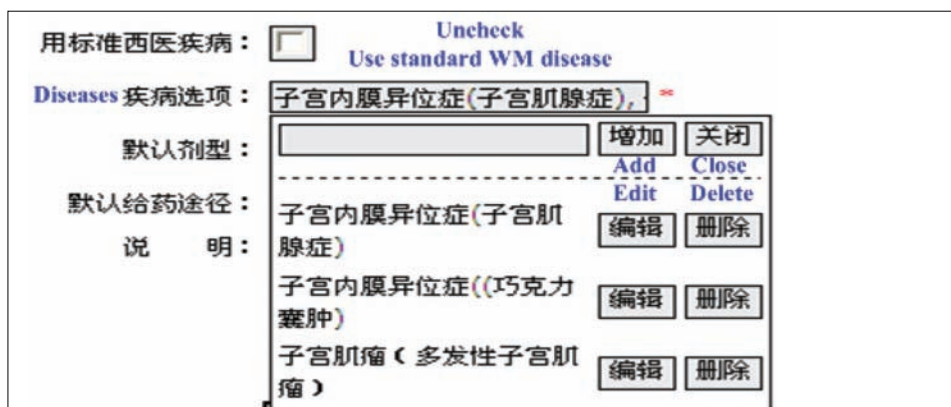 用标准西医疾病： Uncheck
Use standard WM disease
Diseases 疾病选项： 子宫内膜异位症(子宫肌腺症), *
默认剂型： 增加 关闭
Add Close
Edit Delete
默认给药途径：
子宫内膜异位症(子宫肌
腺症) 编辑 删除
说 明：
子宫内膜异位症((巧克力
囊肿) 编辑 删除
子宫肌瘤（多发性子宫肌
瘤） 编辑 删除